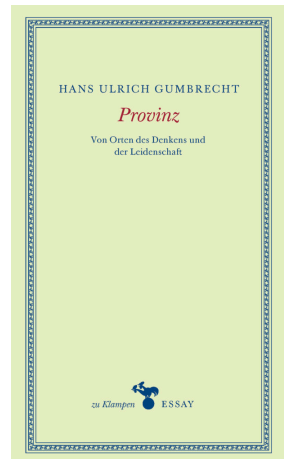 HANS ULRICH GUMBRECHT
Provinz
Von Orten des Denkens und
der Leidenschaft
zu Klampen ESSAY